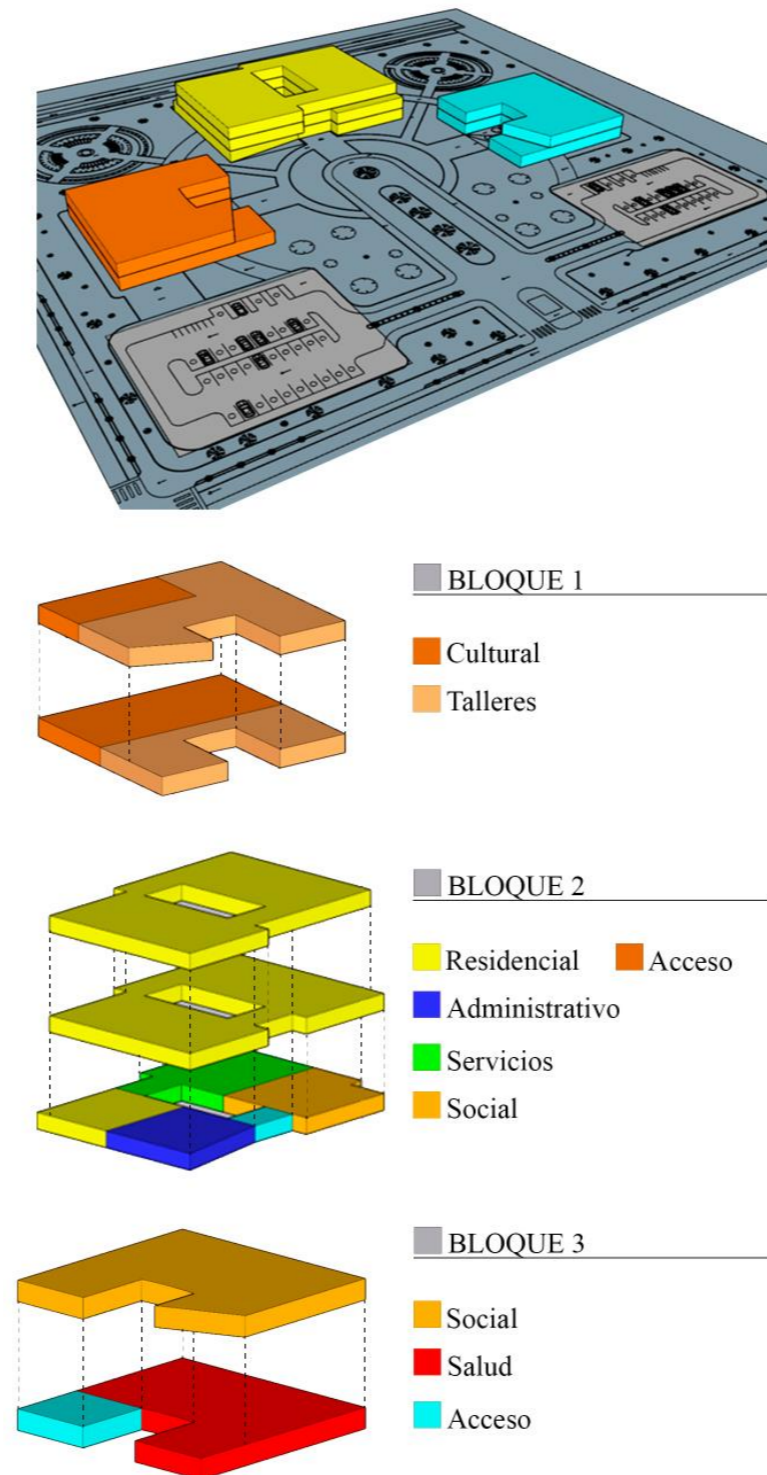 BLOQUE 1
Cultural
Talleres
BLOQUE 2
Residencial Acceso
Administrativo
Servicios
Social
BLOQUE 3
Social
Salud
Acceso